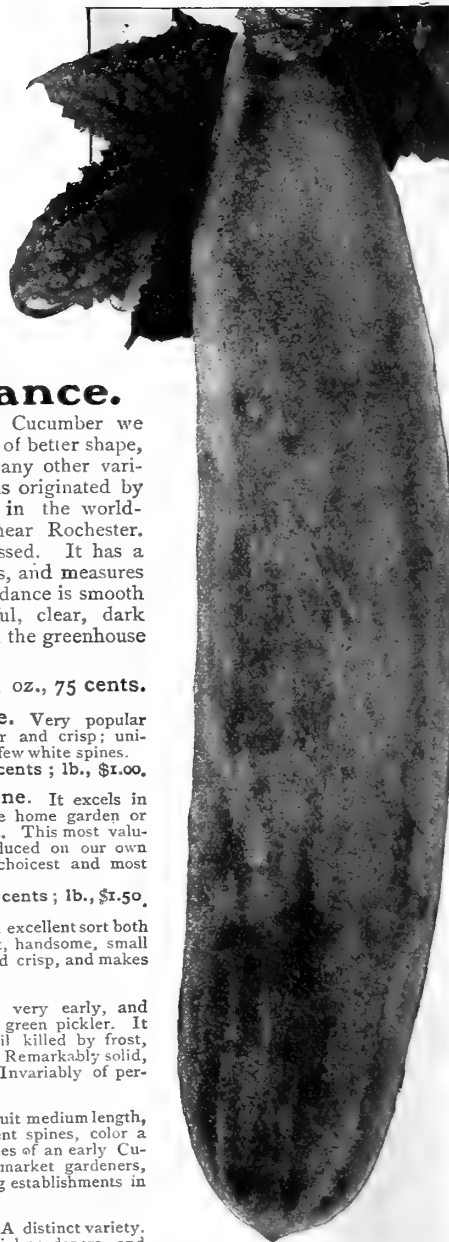 ance.
Cucumber we
of better shape,
any other vari-
s originated by
in the world-
near Rochester.
ssed. It has a
s, and measures
dance is smooth
ul, clear, dark
the greenhouse
oz., 75 cents.
e. Very popular
r and crisp; uni-
few white spines.
cents ; lb., $1.00.
ne. It excels in
e home garden or
. This most valu-
duced on our own
choicest and most
cents ; lb., $1.50
excellent sort both
, handsome, small
d crisp, and makes
very early, and
green pickler. It
il killed by frost,
Remarkably solid,
Invariably of per-
uit medium length,
ent spines, color a
es of an early Cu-
market gardeners,
g establishments in
A distinct variety.